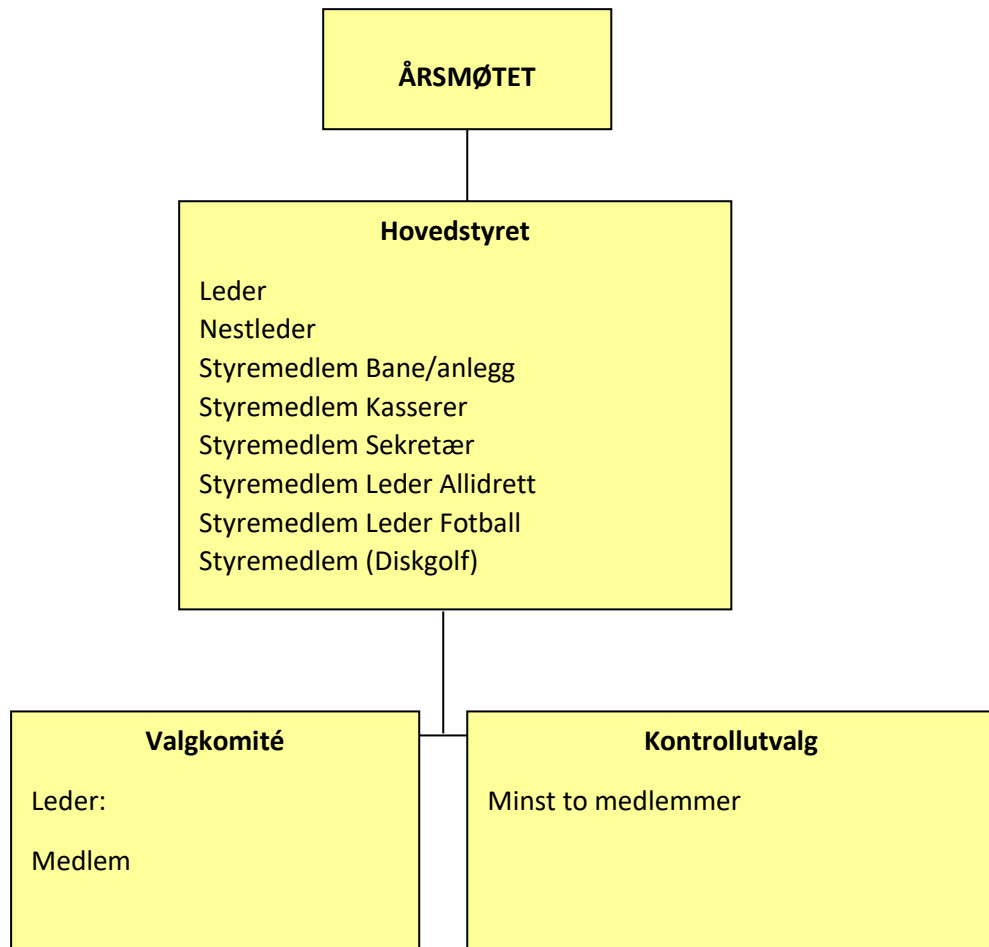 ÅRSMØTET
Hovedstyret
Leder
Nestleder
Styremedlem Bane/anlegg
Styremedlem Kasserer
Styremedlem Sekretær
Styremedlem Leder Allidrett
Styremedlem Leder Fotball
Styremedlem (Diskgolf)
Valgkomité
Leder:
Medlem
Kontrollutvalg
Minst to medlemmer